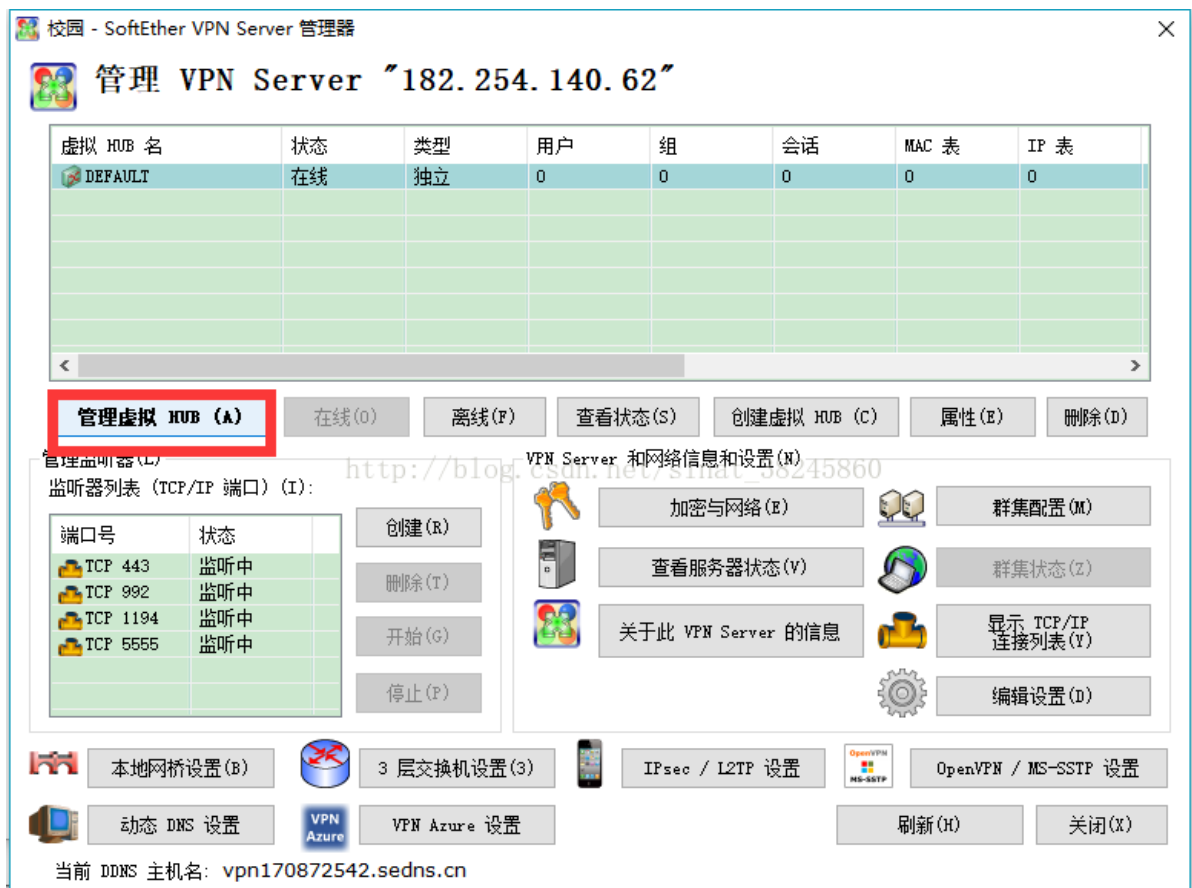 校园 - SoftEther VPN Server 管理器
管理 VPN Server "182.254.140.62"
虚拟 HUB 名 状态 类型 用户 组 会话 MAC 表 IP 表
DEFAULT 在线 独立 0 0 0 0 0
管理虚拟 HUB (A) 在线(O) 离线(F) 查看状态(S) 创建虚拟 HUB (C) 属性(E) 删除(D)
管理监听器(L) VPN Server 和网络信息和设置(N)
http://blog.csdn.net/sinat_38245860
监听器列表 (TCP/IP 端口) (I):
端口号 状态
TCP 443 监听中
TCP 992 监听中
TCP 1194 监听中
TCP 5555 监听中
创建(R)
删除(T)
开始(G)
停止(P)
加密与网络(E) 群集配置(M)
查看服务器状态(V) 群集状态(Z)
关于此 VPN Server 的信息 显示 TCP/IP
连接列表(Y)
编辑设置(D)
本地网桥设置(B) 3 层交换机设置(3) IPsec / L2TP 设置 OpenVPN MS-SSTP OpenVPN / MS-SSTP 设置
动态 DNS 设置 VPN Azure VPN Azure 设置 刷新(H) 关闭(X)
当前 DDNS 主机名: vpn170872542.sedns.cn